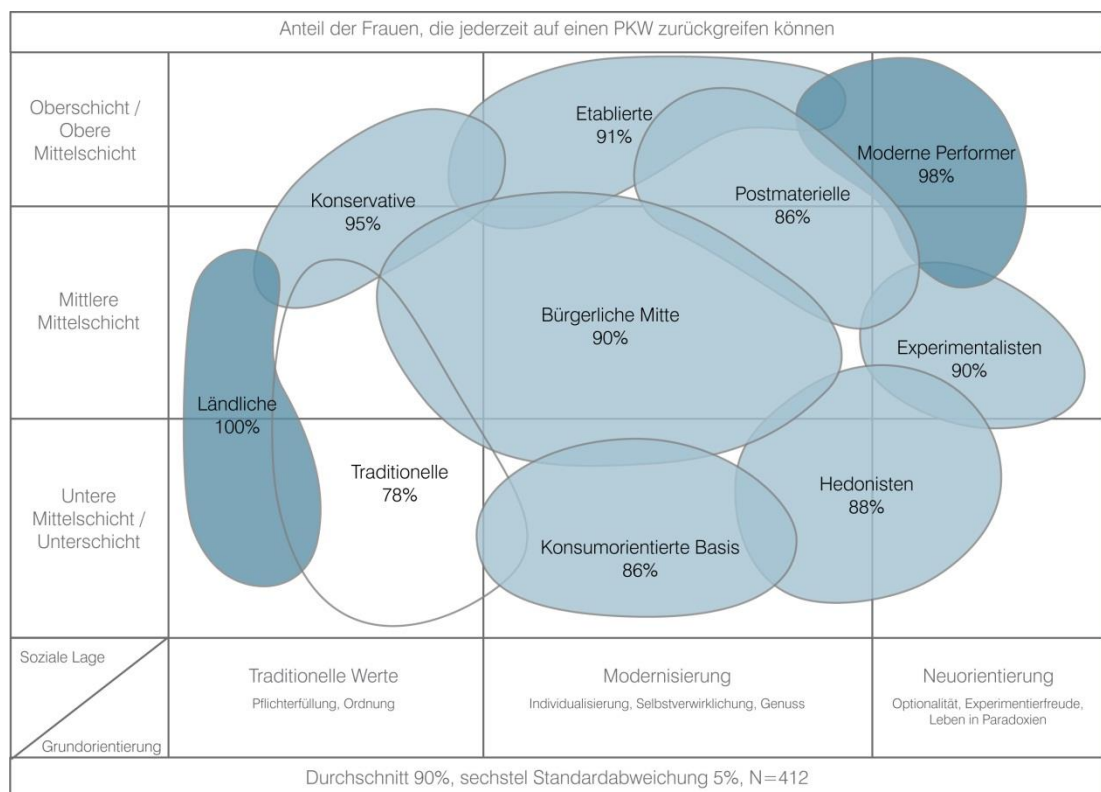 Anteil der Frauen, die jederzeit auf einen PKW zurückgreifen können
Oberschicht /
Obere
Mittelschicht
Etablierte
91%
Moderne Performer
98%
Konservative
95%
Postmaterielle
86%
Mittlere
Mittelschicht
Bürgerliche Mitte
90%
Experimentalisten
90%
Ländliche
100%
Untere
Mittelschicht /
Unterschicht
Traditionelle
78%
Hedonisten
88%
Konsumorientierte Basis
86%
Soziale Lage
Grundorientierung
Traditionelle Werte
Pflichterfüllung, Ordnung
Modernisierung
Individualisierung, Selbstverwirklichung, Genuss
Neuorientierung
Optionalität, Experimentierfreude,
Leben in Paradoxien
Durchschnitt 90%, sechstel Standardabweichung 5%, N=412